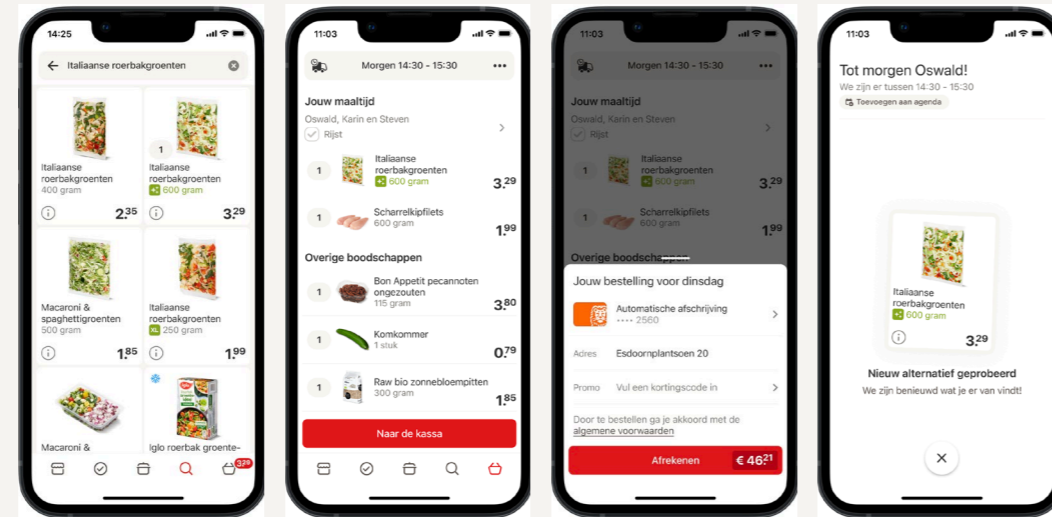 14:25
Italiaanse roerbakgroenten
1
Italiaanse
roerbakgroenten
400 gram
2.35
Italiaanse
roerbakgroenten
600 gram
3.29
Macaroni &
spaghettigroenten
500 gram
1.85
Italiaanse
roerbakgroenten
XL 250 gram
1.99
Macaroni &
Iglo roerbak groente-
3.29
11:03
Morgen 14:30 - 15:30
Jouw maaltijd
Oswald, Karin en Steven
Rijst
1
Italiaanse
roerbakgroenten
600 gram
3.29
1
Scharrelkipfilets
600 gram
1.99
Overige boodschappen
1
Bon Appetit pecannoten
ongezouten
115 gram
3.80
1
Komkommer
1 stuk
0.79
1
Raw bio zonnebloempitten
300 gram
1.85
Naar de kassa
11:03
Morgen 14:30 - 15:30
Jouw maaltijd
Oswald, Karin en Steven
Rijst
1
Italiaanse
roerbakgroenten
600 gram
3.29
1
Scharrelkipfilets
600 gram
1.99
Overige boodschappen
Jouw bestelling voor dinsdag
Automatische afschrijving
•••• 2560
Adres Esdoornplantsoen 20
Promo Vul een kortingscode in
Door te bestellen ga je akkoord met de
algemene voorwaarden
Afrekenen € 46.21
11:03
Tot morgen Oswald!
We zijn er tussen 14:30 - 15:30
Toevoegen aan agenda
Italiaanse
roerbakgroenten
600 gram
3.29
Nieuw alternatief geprobeerd
We zijn benieuwd wat je er van vindt!